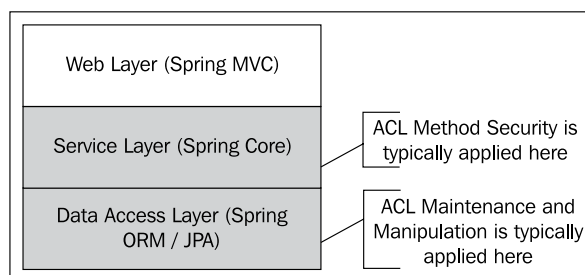 Web Layer (Spring MVC)
Service Layer (Spring Core)
ACL Method Security is
typically applied here
Data Access Layer (Spring
ORM / JPA)
ACL Maintenance and
Manipulation is typically
applied here